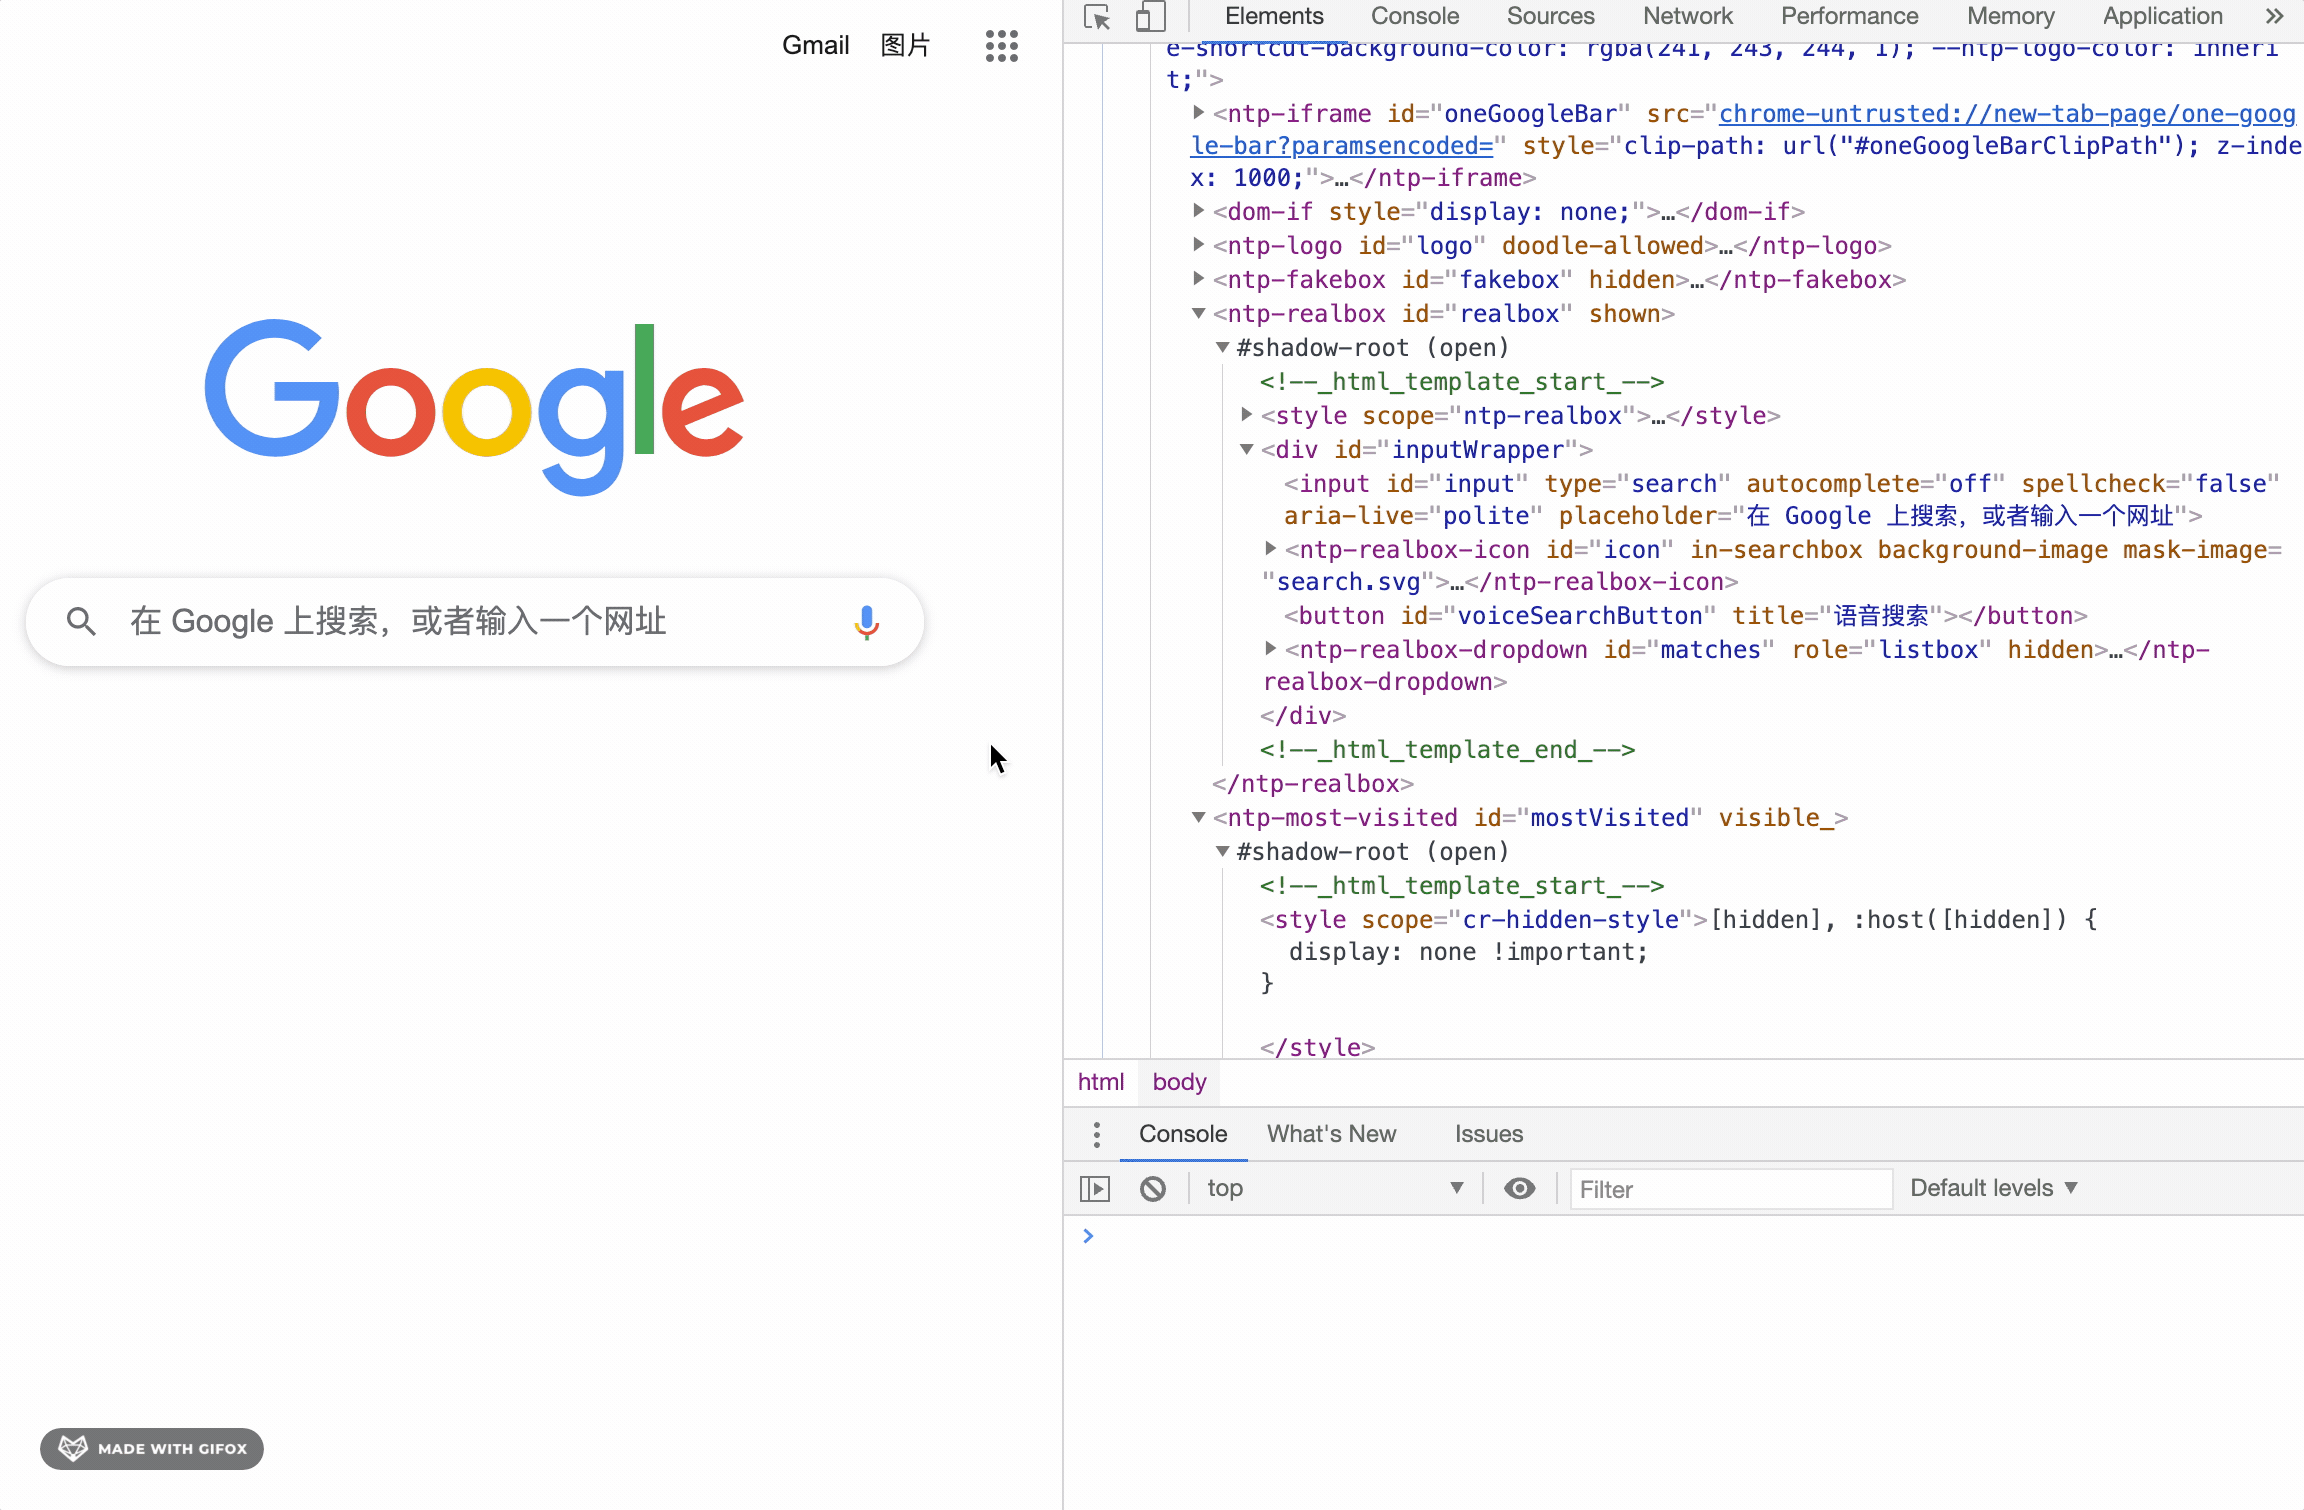 Gmail 图片
Google
在 Google 上搜索，或者输入一个网址
MADE WITH GIFOX
Elements Console Sources Network Performance Memory Application »
e-shortcut-background-color: rgba(241, 243, 244, 1); --ntp-logo-color: inheri
t;">
<ntp-iframe id="oneGoogleBar" src="chrome-untrusted://new-tab-page/one-goog
le-bar?paramsencoded=" style="clip-path: url("#oneGoogleBarClipPath"); z-inde
x: 1000;">…</ntp-iframe>
<dom-if style="display: none;">…</dom-if>
<ntp-logo id="logo" doodle-allowed>…</ntp-logo>
<ntp-fakebox id="fakebox" hidden>…</ntp-fakebox>
<ntp-realbox id="realbox" shown>
#shadow-root (open)
<!--_html_template_start_-->
<style scope="ntp-realbox">…</style>
<div id="inputWrapper">
<input id="input" type="search" autocomplete="off" spellcheck="false"
aria-live="polite" placeholder="在 Google 上搜索，或者输入一个网址">
<ntp-realbox-icon id="icon" in-searchbox background-image mask-image=
"search.svg">…</ntp-realbox-icon>
<button id="voiceSearchButton" title="语音搜索"></button>
<ntp-realbox-dropdown id="matches" role="listbox" hidden>…</ntp-
realbox-dropdown>
</div>
<!--_html_template_end_-->
</ntp-realbox>
<ntp-most-visited id="mostVisited" visible_>
#shadow-root (open)
<!--_html_template_start_-->
<style scope="cr-hidden-style">[hidden], :host([hidden]) {
display: none !important;
}
</style>
html body
Console What's New Issues
top Filter Default levels